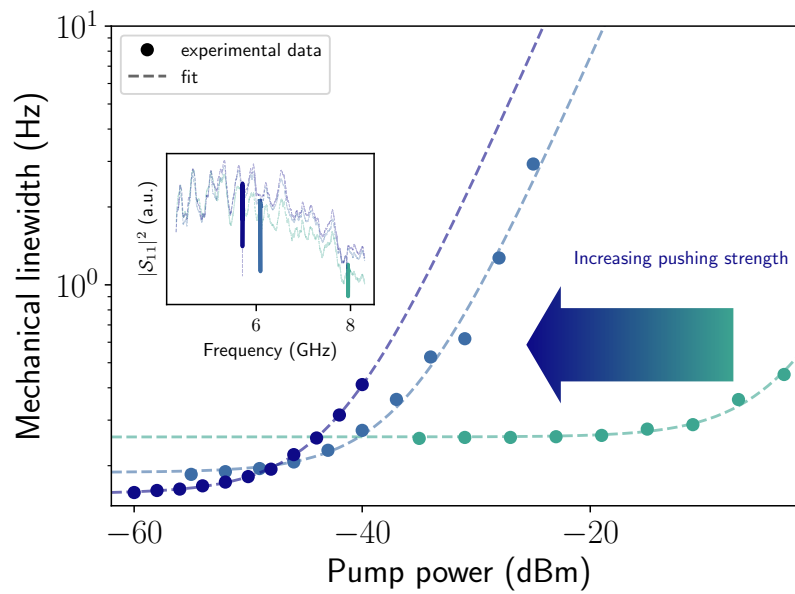 10¹
experimental data
fit
Mechanical linewidth (Hz)
|𝒮₁₁|² (a.u.)
6
8
Frequency (GHz)
Increasing pushing strength
10⁰
−60
−40
−20
Pump power (dBm)